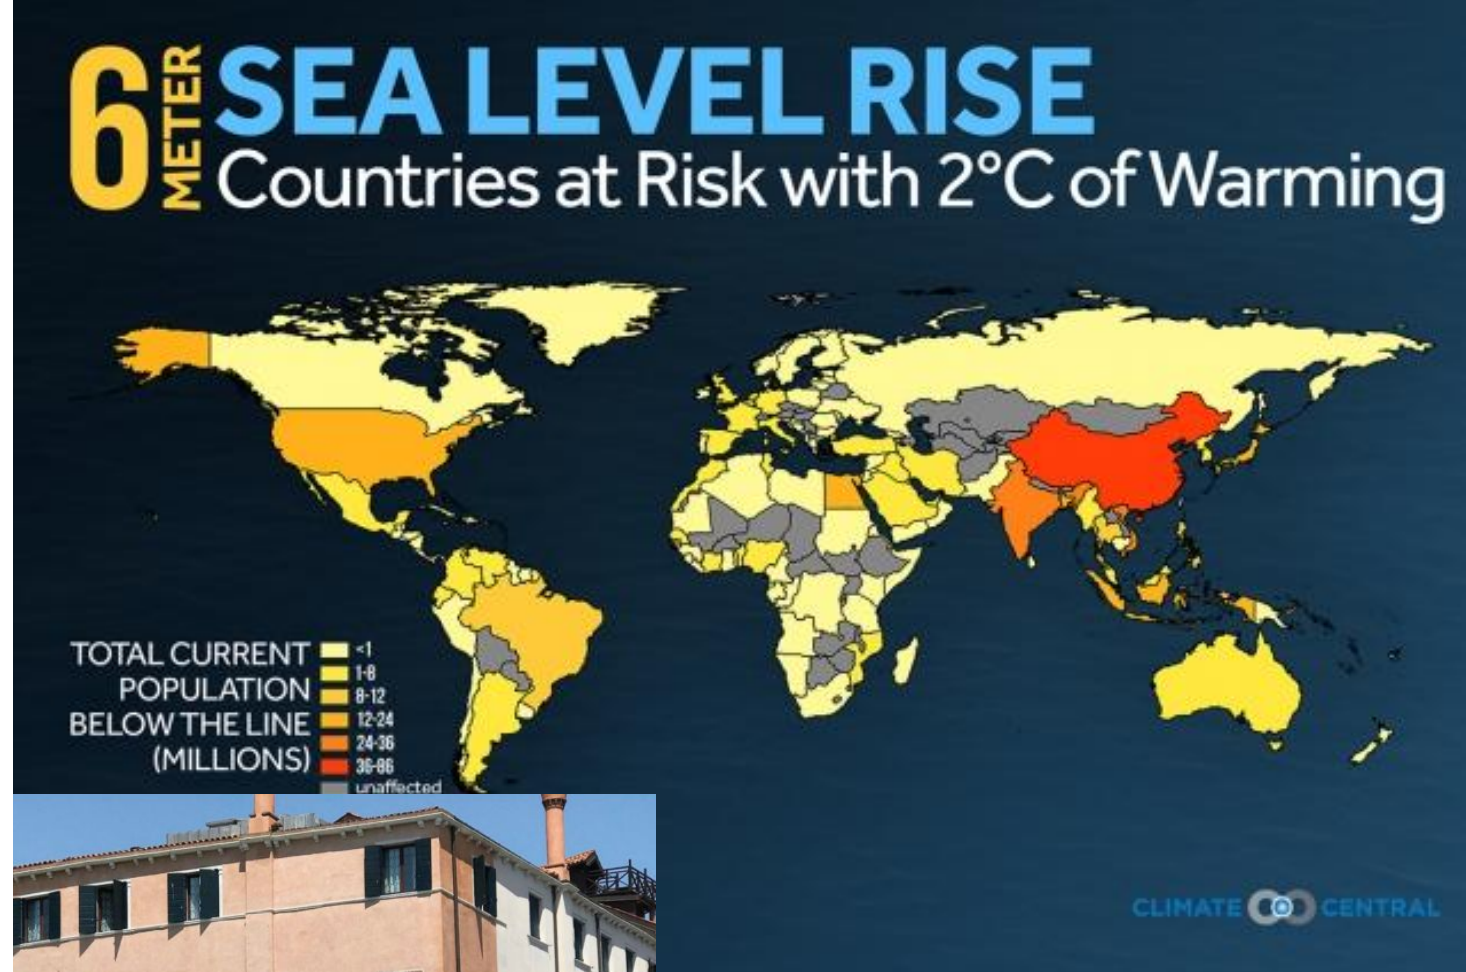 6 METER SEA LEVEL RISE
Countries at Risk with 2°C of Warming
TOTAL CURRENT
POPULATION
BELOW THE LINE
(MILLIONS)
<1
1-8
8-12
12-24
24-36
36-86
unaffected
CLIMATE CENTRAL